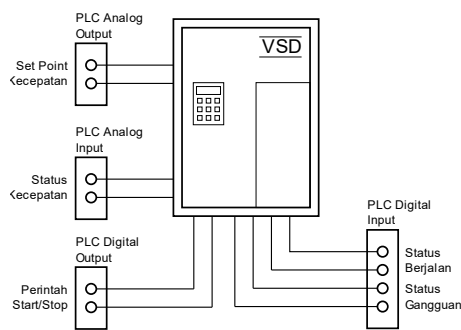 PLC Analog
Output
VSD
Set Point
Kecepatan
PLC Analog
Input
Status
Kecepatan
PLC Digital
Output
Perintah
Start/Stop
PLC Digital
Input
Status
Berjalan
Status
Gangguan